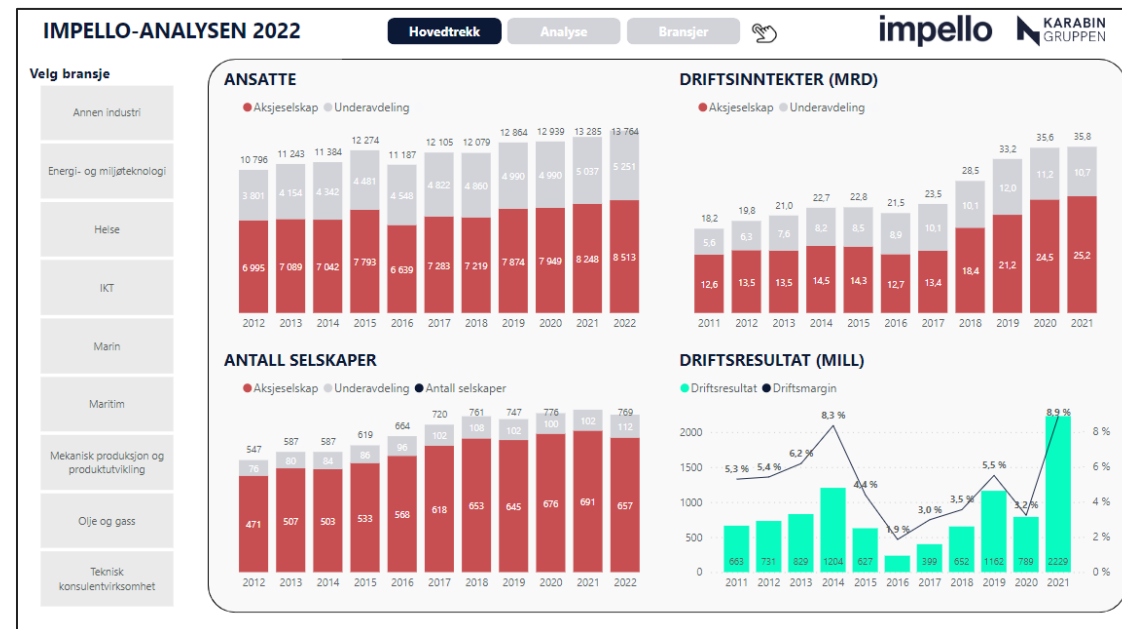 IMPELLO-ANALYSEN 2022
Hovedtrekk
Analyse
Bransjer
impello
KARABIN
GRUPPEN
Velg bransje
Annen industri
Energi- og miljøteknologi
Helse
IKT
Marin
Maritim
Mekanisk produksjon og
produktutvikling
Olje og gass
Teknisk
konsulentvirksomhet
ANSATTE
Aksjeselskap Underavdeling
10 796 11 243 11 384 12 274 11 187 12 105 12 079 12 864 12 939 13 285 13 764
3 801 4 154 4 342 4 481 4 548 4 822 4 860 4 990 4 990 5 037 5 251
6 995 7 089 7 042 7 793 6 639 7 283 7 219 7 874 7 949 8 248 8 513
2012 2013 2014 2015 2016 2017 2018 2019 2020 2021 2022
DRIFTSINNTEKTER (MRD)
Aksjeselskap Underavdeling
18,2 19,8 21,0 22,7 22,8 21,5 23,5 28,5 33,2 35,6 35,8
5,6 6,3 7,6 8,2 8,5 8,9 10,1 10,1 12,0 11,2 10,7
12,6 13,5 13,5 14,5 14,3 12,7 13,4 18,4 21,2 24,5 25,2
2011 2012 2013 2014 2015 2016 2017 2018 2019 2020 2021
ANTALL SELSKAPER
Aksjeselskap Underavdeling Antall selskaper
547 587 587 619 664 720 761 747 776 769
76 80 84 86 96 102 108 102 100 102 112
471 507 503 533 568 618 653 645 676 691 657
2012 2013 2014 2015 2016 2017 2018 2019 2020 2021 2022
DRIFTSRESULTAT (MILL)
Driftsresultat Driftsmargin
2000
1500
1000
500
0
8 %
6 %
4 %
2 %
0 %
5,3 % 5,4 % 6,2 % 8,3 % 4,4 % 1,9 % 3,0 % 3,5 % 5,5 % 3,2 % 8,9 %
663 731 829 1204 627 399 652 1162 789 2229
2011 2012 2013 2014 2015 2016 2017 2018 2019 2020 2021